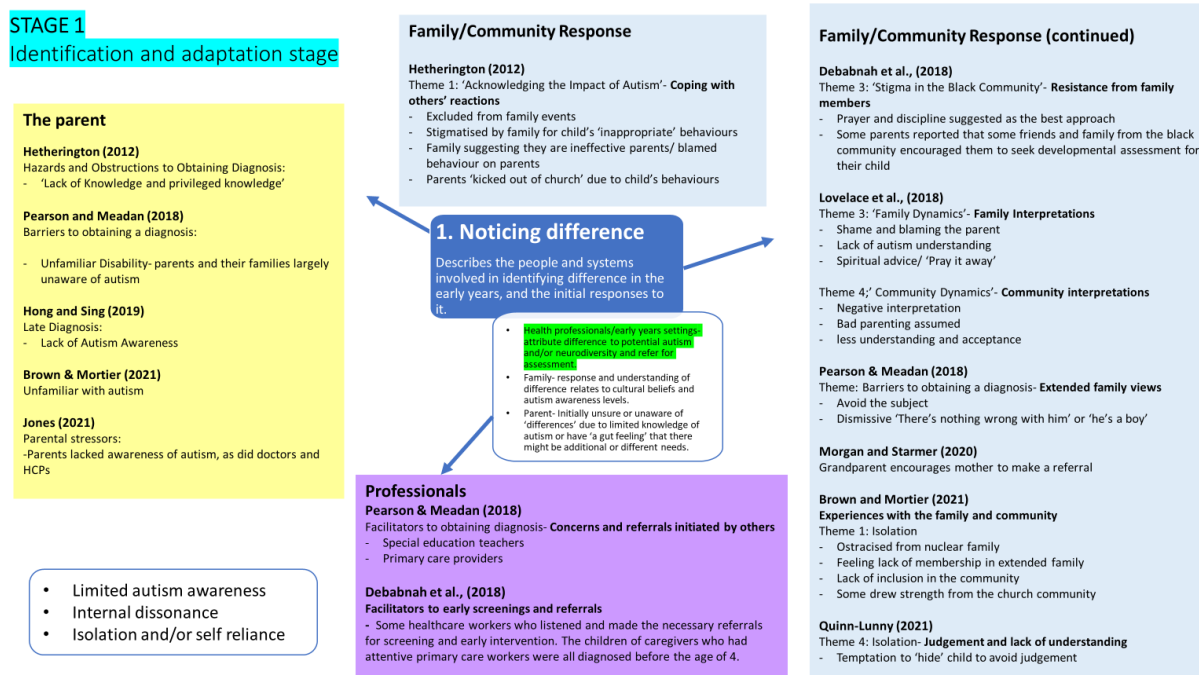 STAGE 1
Identification and adaptation stage
The parent
Hetherington (2012)
Hazards and Obstructions to Obtaining Diagnosis:
- ‘Lack of Knowledge and privileged knowledge’
Pearson and Meadan (2018)
Barriers to obtaining a diagnosis:
- Unfamiliar Disability- parents and their families largely
unaware of autism
Hong and Sing (2019)
Late Diagnosis:
- Lack of Autism Awareness
Brown & Mortier (2021)
Unfamiliar with autism
Jones (2021)
Parental stressors:
-Parents lacked awareness of autism, as did doctors and
HCPs
• Limited autism awareness
• Internal dissonance
• Isolation and/or self reliance
Family/Community Response
Hetherington (2012)
Theme 1: ‘Acknowledging the Impact of Autism’- Coping with
others’ reactions
- Excluded from family events
- Stigmatised by family for child’s ‘inappropriate’ behaviours
- Family suggesting they are ineffective parents/ blamed
behaviour on parents
- Parents ‘kicked out of church’ due to child’s behaviours
1. Noticing difference
Describes the people and systems
involved in identifying difference in the
early years, and the initial responses to
it.
• Health professionals/early years settings-
attribute difference to potential autism
and/or neurodiversity and refer for
assessment.
• Family- response and understanding of
difference relates to cultural beliefs and
autism awareness levels.
• Parent- Initially unsure or unaware of
‘differences’ due to limited knowledge of
autism or have ‘a gut feeling’ that there
might be additional or different needs.
Professionals
Pearson & Meadan (2018)
Facilitators to obtaining diagnosis- Concerns and referrals initiated by others
- Special education teachers
- Primary care providers
Debabnah et al., (2018)
Facilitators to early screenings and referrals
- Some healthcare workers who listened and made the necessary referrals
for screening and early intervention. The children of caregivers who had
attentive primary care workers were all diagnosed before the age of 4.
Family/Community Response (continued)
Debabnah et al., (2018)
Theme 3: ‘Stigma in the Black Community’- Resistance from family
members
- Prayer and discipline suggested as the best approach
- Some parents reported that some friends and family from the black
community encouraged them to seek developmental assessment for
their child
Lovelace et al., (2018)
Theme 3: ‘Family Dynamics’- Family Interpretations
- Shame and blaming the parent
- Lack of autism understanding
- Spiritual advice/ ‘Pray it away’
Theme 4;’ Community Dynamics’- Community interpretations
- Negative interpretation
- Bad parenting assumed
- less understanding and acceptance
Pearson & Meadan (2018)
Theme: Barriers to obtaining a diagnosis- Extended family views
- Avoid the subject
- Dismissive ‘There’s nothing wrong with him’ or ‘he’s a boy’
Morgan and Starmer (2020)
Grandparent encourages mother to make a referral
Brown and Mortier (2021)
Experiences with the family and community
Theme 1: Isolation
- Ostracised from nuclear family
- Feeling lack of membership in extended family
- Lack of inclusion in the community
- Some drew strength from the church community
Quinn-Lunny (2021)
Theme 4: Isolation- Judgement and lack of understanding
- Temptation to ‘hide’ child to avoid judgement